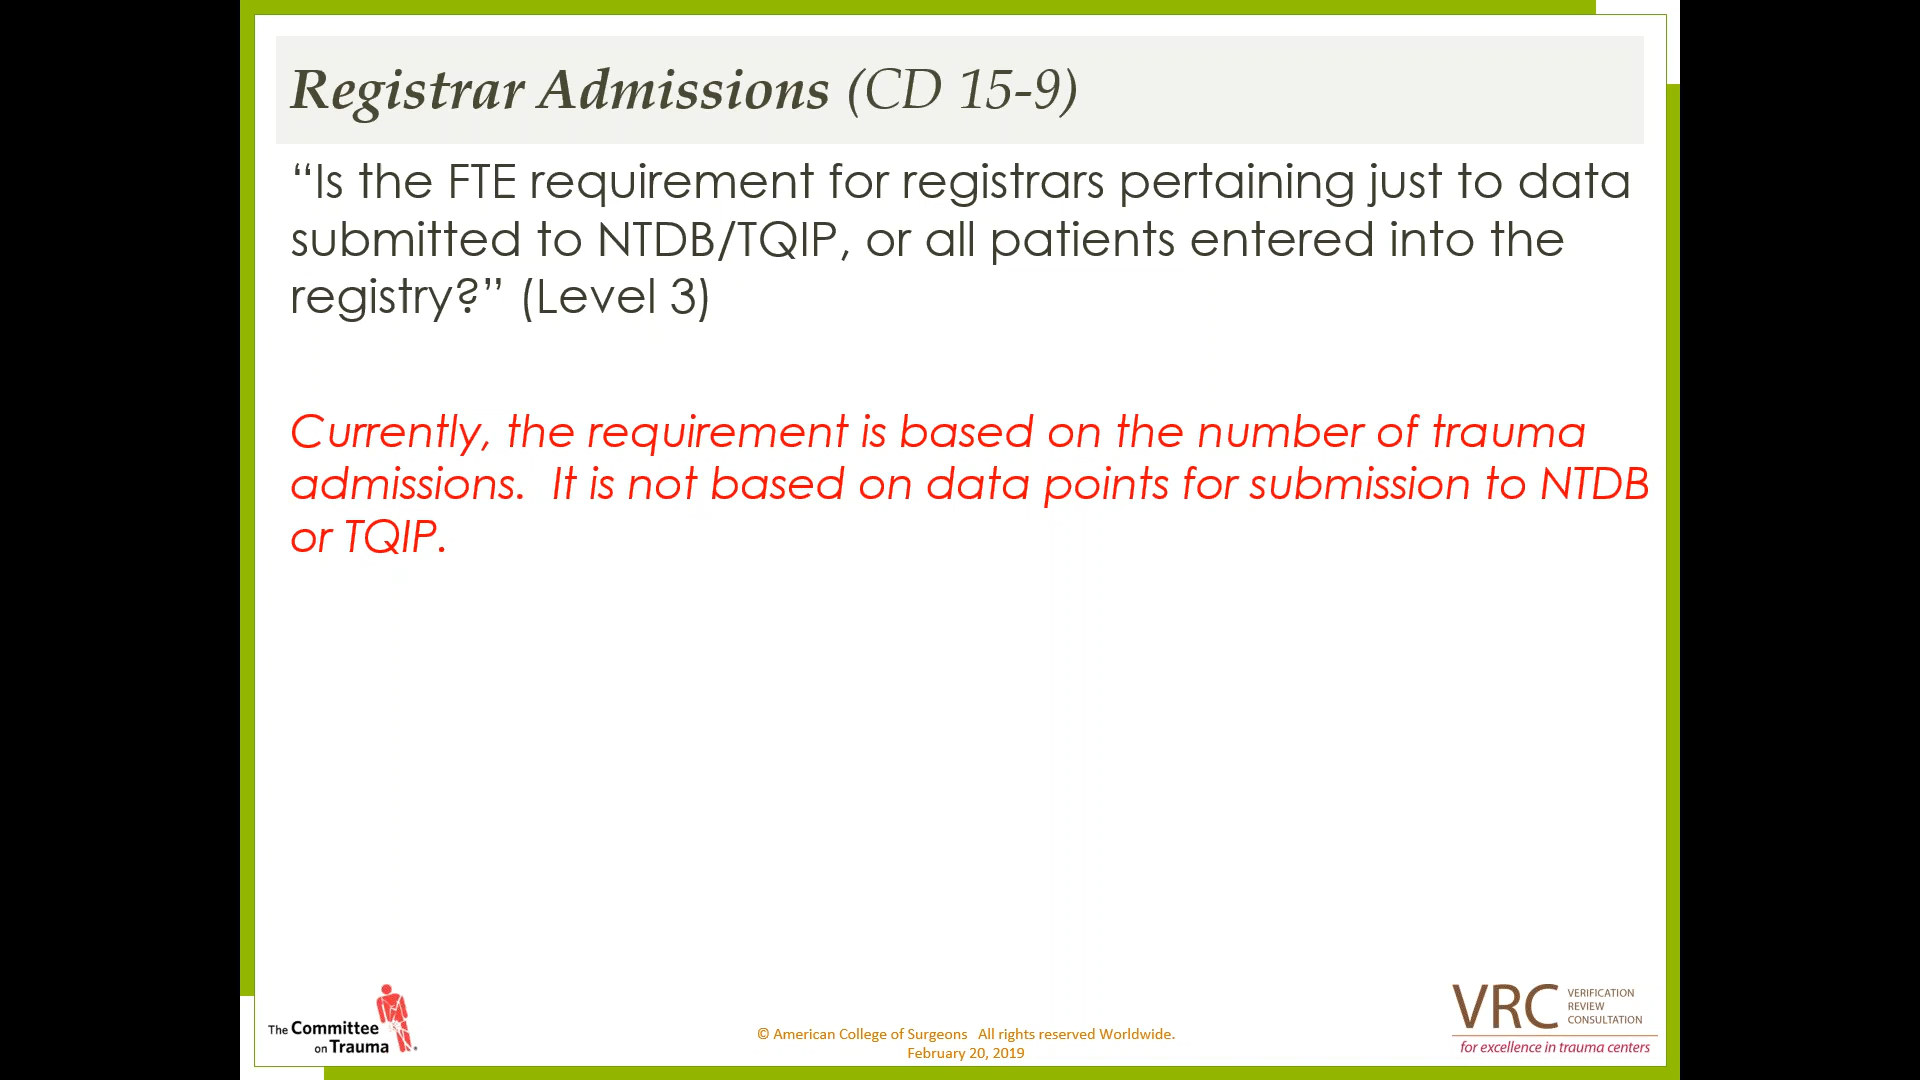 Registrar Admissions (CD 15-9)
“Is the FTE requirement for registrars pertaining just to data
submitted to NTDB/TQIP, or all patients entered into the
registry?” (Level 3)
Currently, the requirement is based on the number of trauma
admissions.  It is not based on data points for submission to NTDB
or TQIP.
The Committee
on Trauma
© American College of Surgeons   All rights reserved Worldwide.
February 20, 2019
VRC
VERIFICATION
REVIEW
CONSULTATION
for excellence in trauma centers